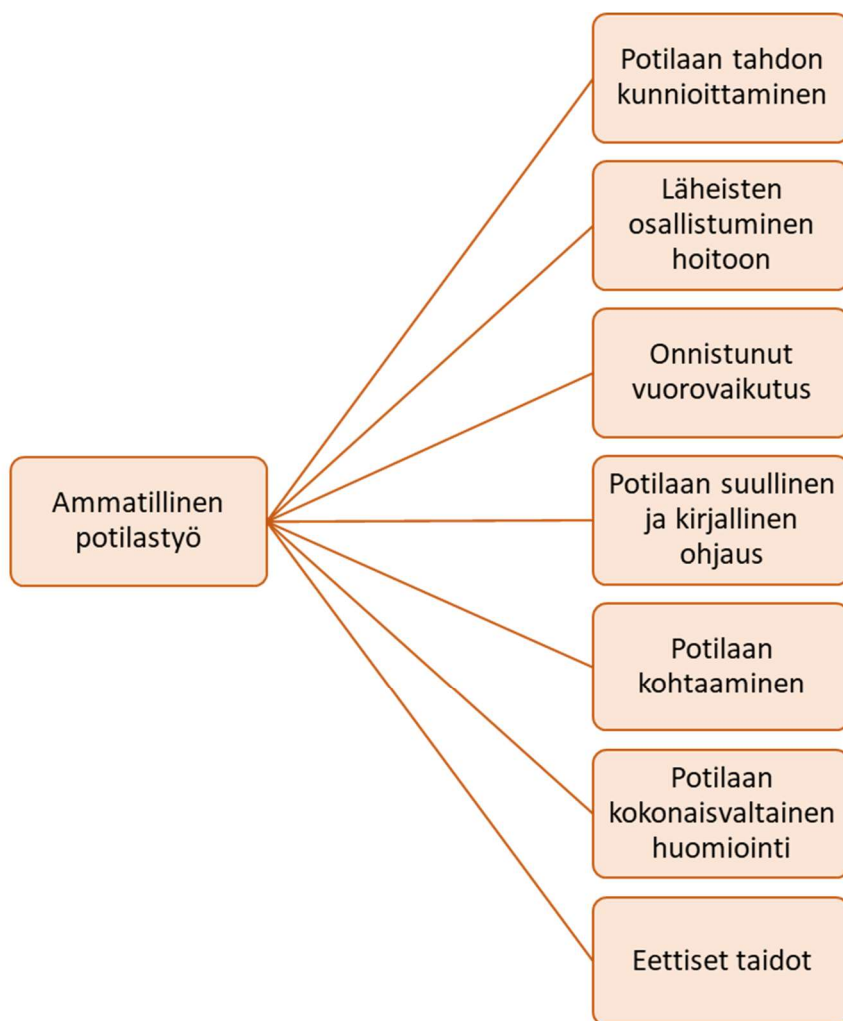 Potilaan tahdon
kunnioittaminen
Läheisten
osallistuminen
hoitoon
Onnistunut
vuorovaikutus
Ammatillinen
potilastyö
Potilaan suullinen
ja kirjallinen
ohjaus
Potilaan
kohtaaminen
Potilaan
kokonaisvaltainen
huomiointi
Eettiset taidot